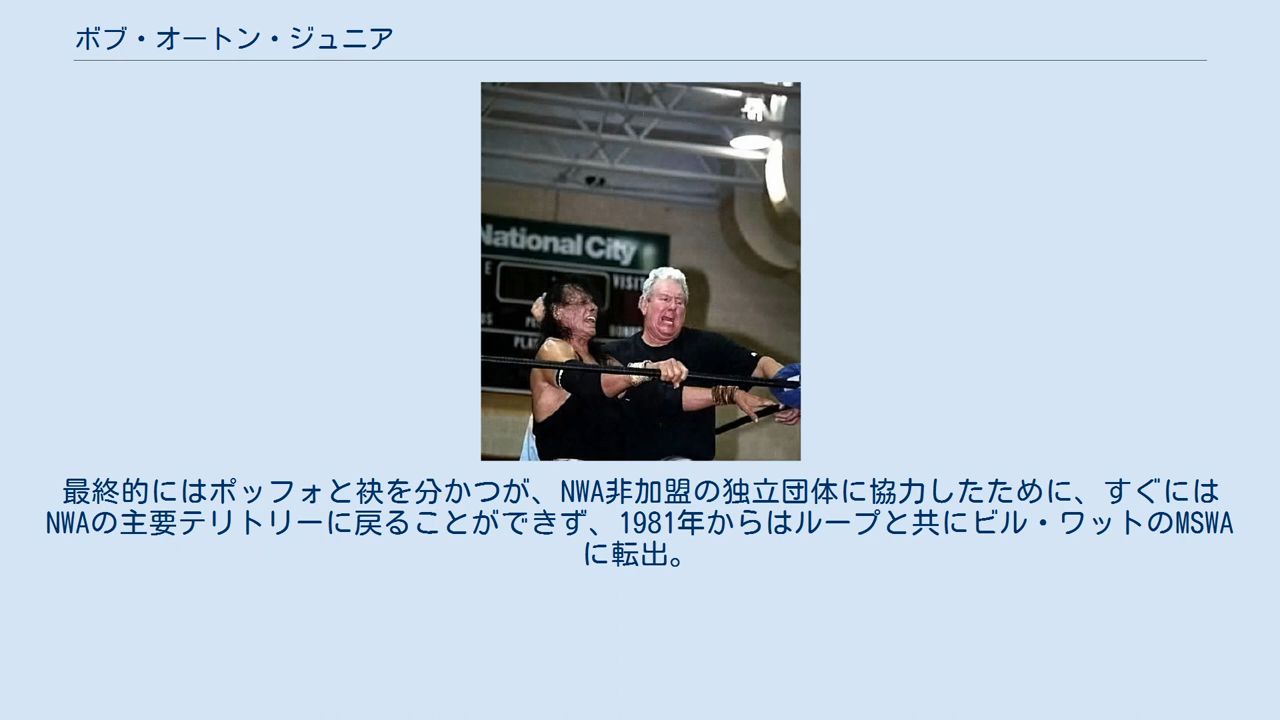 ボブ・オートン・ジュニア
National City
E
VISIT
PLA
最終的にはポッフォと袂を分かつが、NWA非加盟の独立団体に協力したために、すぐには
NWAの主要テリトリーに戻ることができず、1981年からはループと共にビル・ワットのMSWA
に転出。